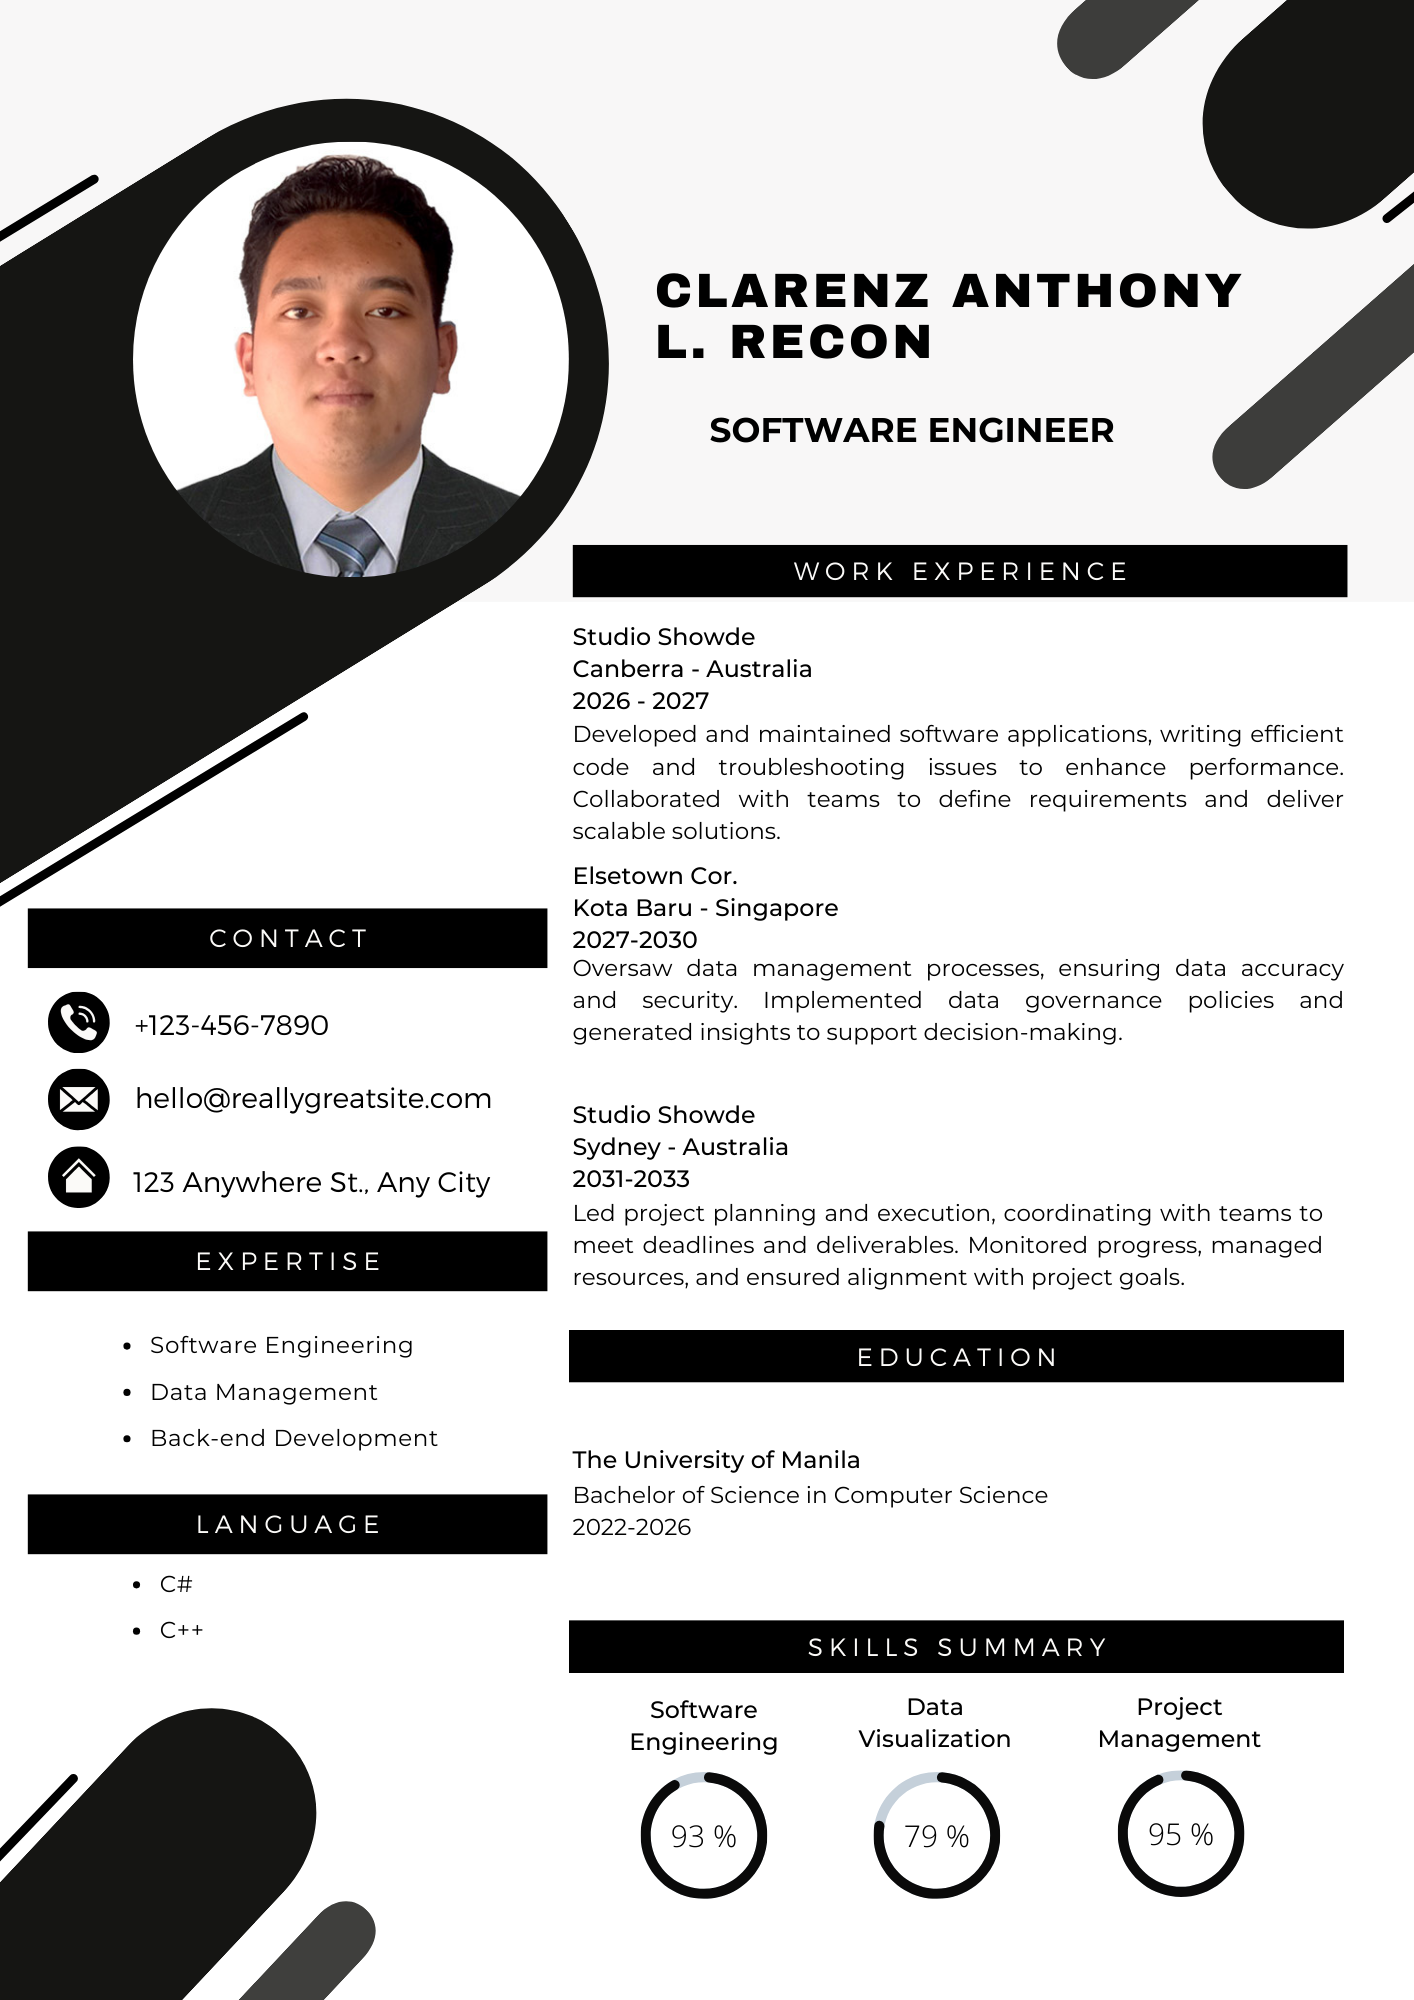 CLARENZ ANTHONY
L. RECON
SOFTWARE ENGINEER
WORK EXPERIENCE
Studio Showde
Canberra - Australia
2026 - 2027
Developed and maintained software applications, writing efficient
code and troubleshooting issues to enhance performance.
Collaborated with teams to define requirements and deliver
scalable solutions.
Elsetown Cor.
Kota Baru - Singapore
2027-2030
Oversaw data management processes, ensuring data accuracy
and security. Implemented data governance policies and
generated insights to support decision-making.
Studio Showde
Sydney - Australia
2031-2033
Led project planning and execution, coordinating with teams to
meet deadlines and deliverables. Monitored progress, managed
resources, and ensured alignment with project goals.
EDUCATION
The University of Manila
Bachelor of Science in Computer Science
2022-2026
SKILLS SUMMARY
Software
Engineering
93 %
Data
Visualization
79 %
Project
Management
95 %
CONTACT
+123-456-7890
hello@reallygreatsite.com
123 Anywhere St., Any City
EXPERTISE
• Software Engineering
• Data Management
• Back-end Development
LANGUAGE
• C#
• C++